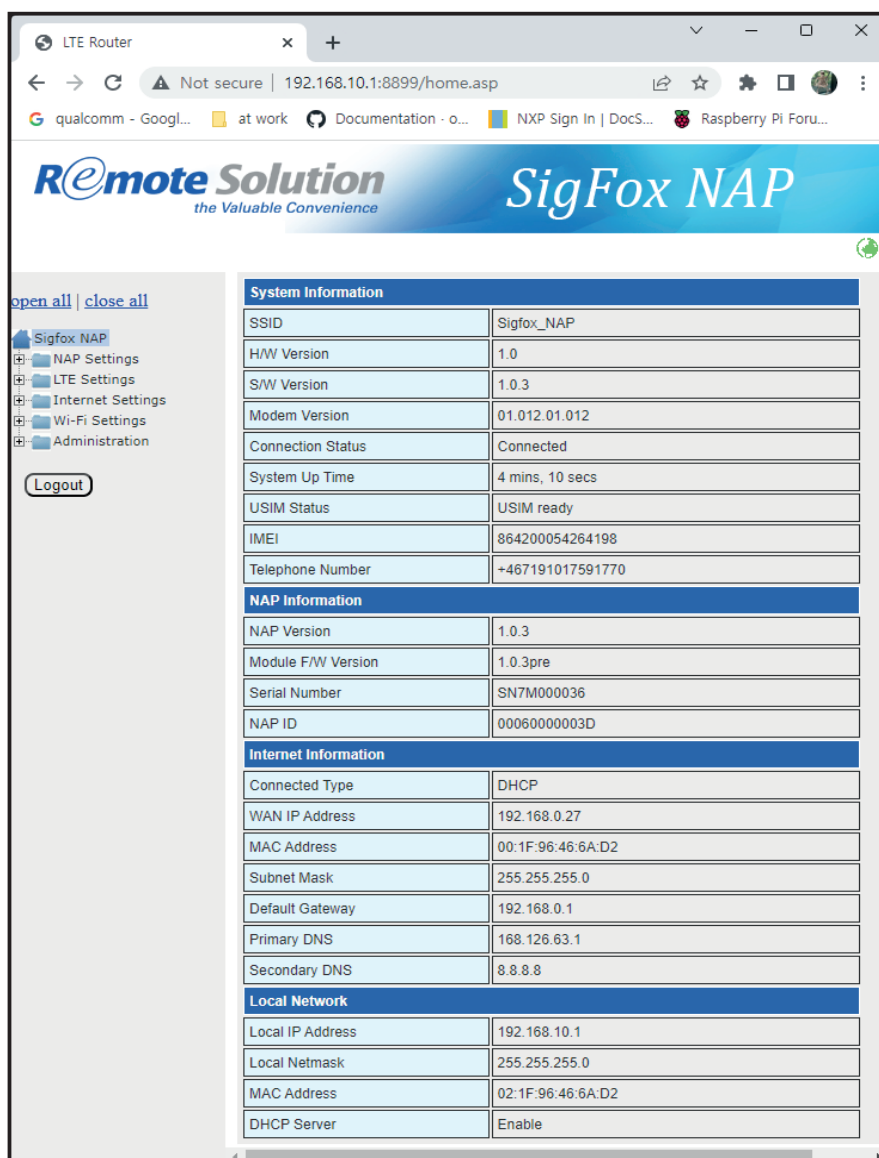 LTE Router
Not secure | 192.168.10.1:8899/home.asp
qualcomm - Googl... at work Documentation - o... NXP Sign In | DocS... Raspberry Pi Foru...
Remote Solution
the Valuable Convenience
SigFox NAP
open all | close all
Sigfox NAP
NAP Settings
LTE Settings
Internet Settings
Wi-Fi Settings
Administration
Logout
System Information
SSID Sigfox_NAP
H/W Version 1.0
S/W Version 1.0.3
Modem Version 01.012.01.012
Connection Status Connected
System Up Time 4 mins, 10 secs
USIM Status USIM ready
IMEI 864200054264198
Telephone Number +467191017591770
NAP Information
NAP Version 1.0.3
Module F/W Version 1.0.3pre
Serial Number SN7M000036
NAP ID 00060000003D
Internet Information
Connected Type DHCP
WAN IP Address 192.168.0.27
MAC Address 00:1F:96:46:6A:D2
Subnet Mask 255.255.255.0
Default Gateway 192.168.0.1
Primary DNS 168.126.63.1
Secondary DNS 8.8.8.8
Local Network
Local IP Address 192.168.10.1
Local Netmask 255.255.255.0
MAC Address 02:1F:96:46:6A:D2
DHCP Server Enable